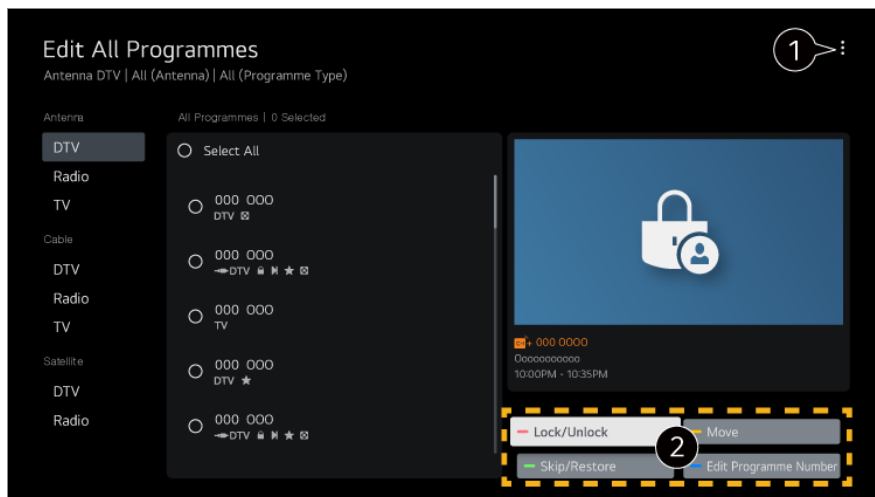 Edit All Programmes
1
Antenna DTV | All (Antenna) | All (Programme Type)
Antenna
DTV
Radio
TV
Cable
DTV
Radio
TV
Satellite
DTV
Radio
All Programmes | 0 Selected
Select All
000 000
DTV
000 000
DTV
000 000
TV
000 000
DTV
000 000
DTV
CH+ 000 0000
Ooooooooooo
10:00PM - 10:35PM
Lock/Unlock
Move
2
Skip/Restore
Edit Programme Number